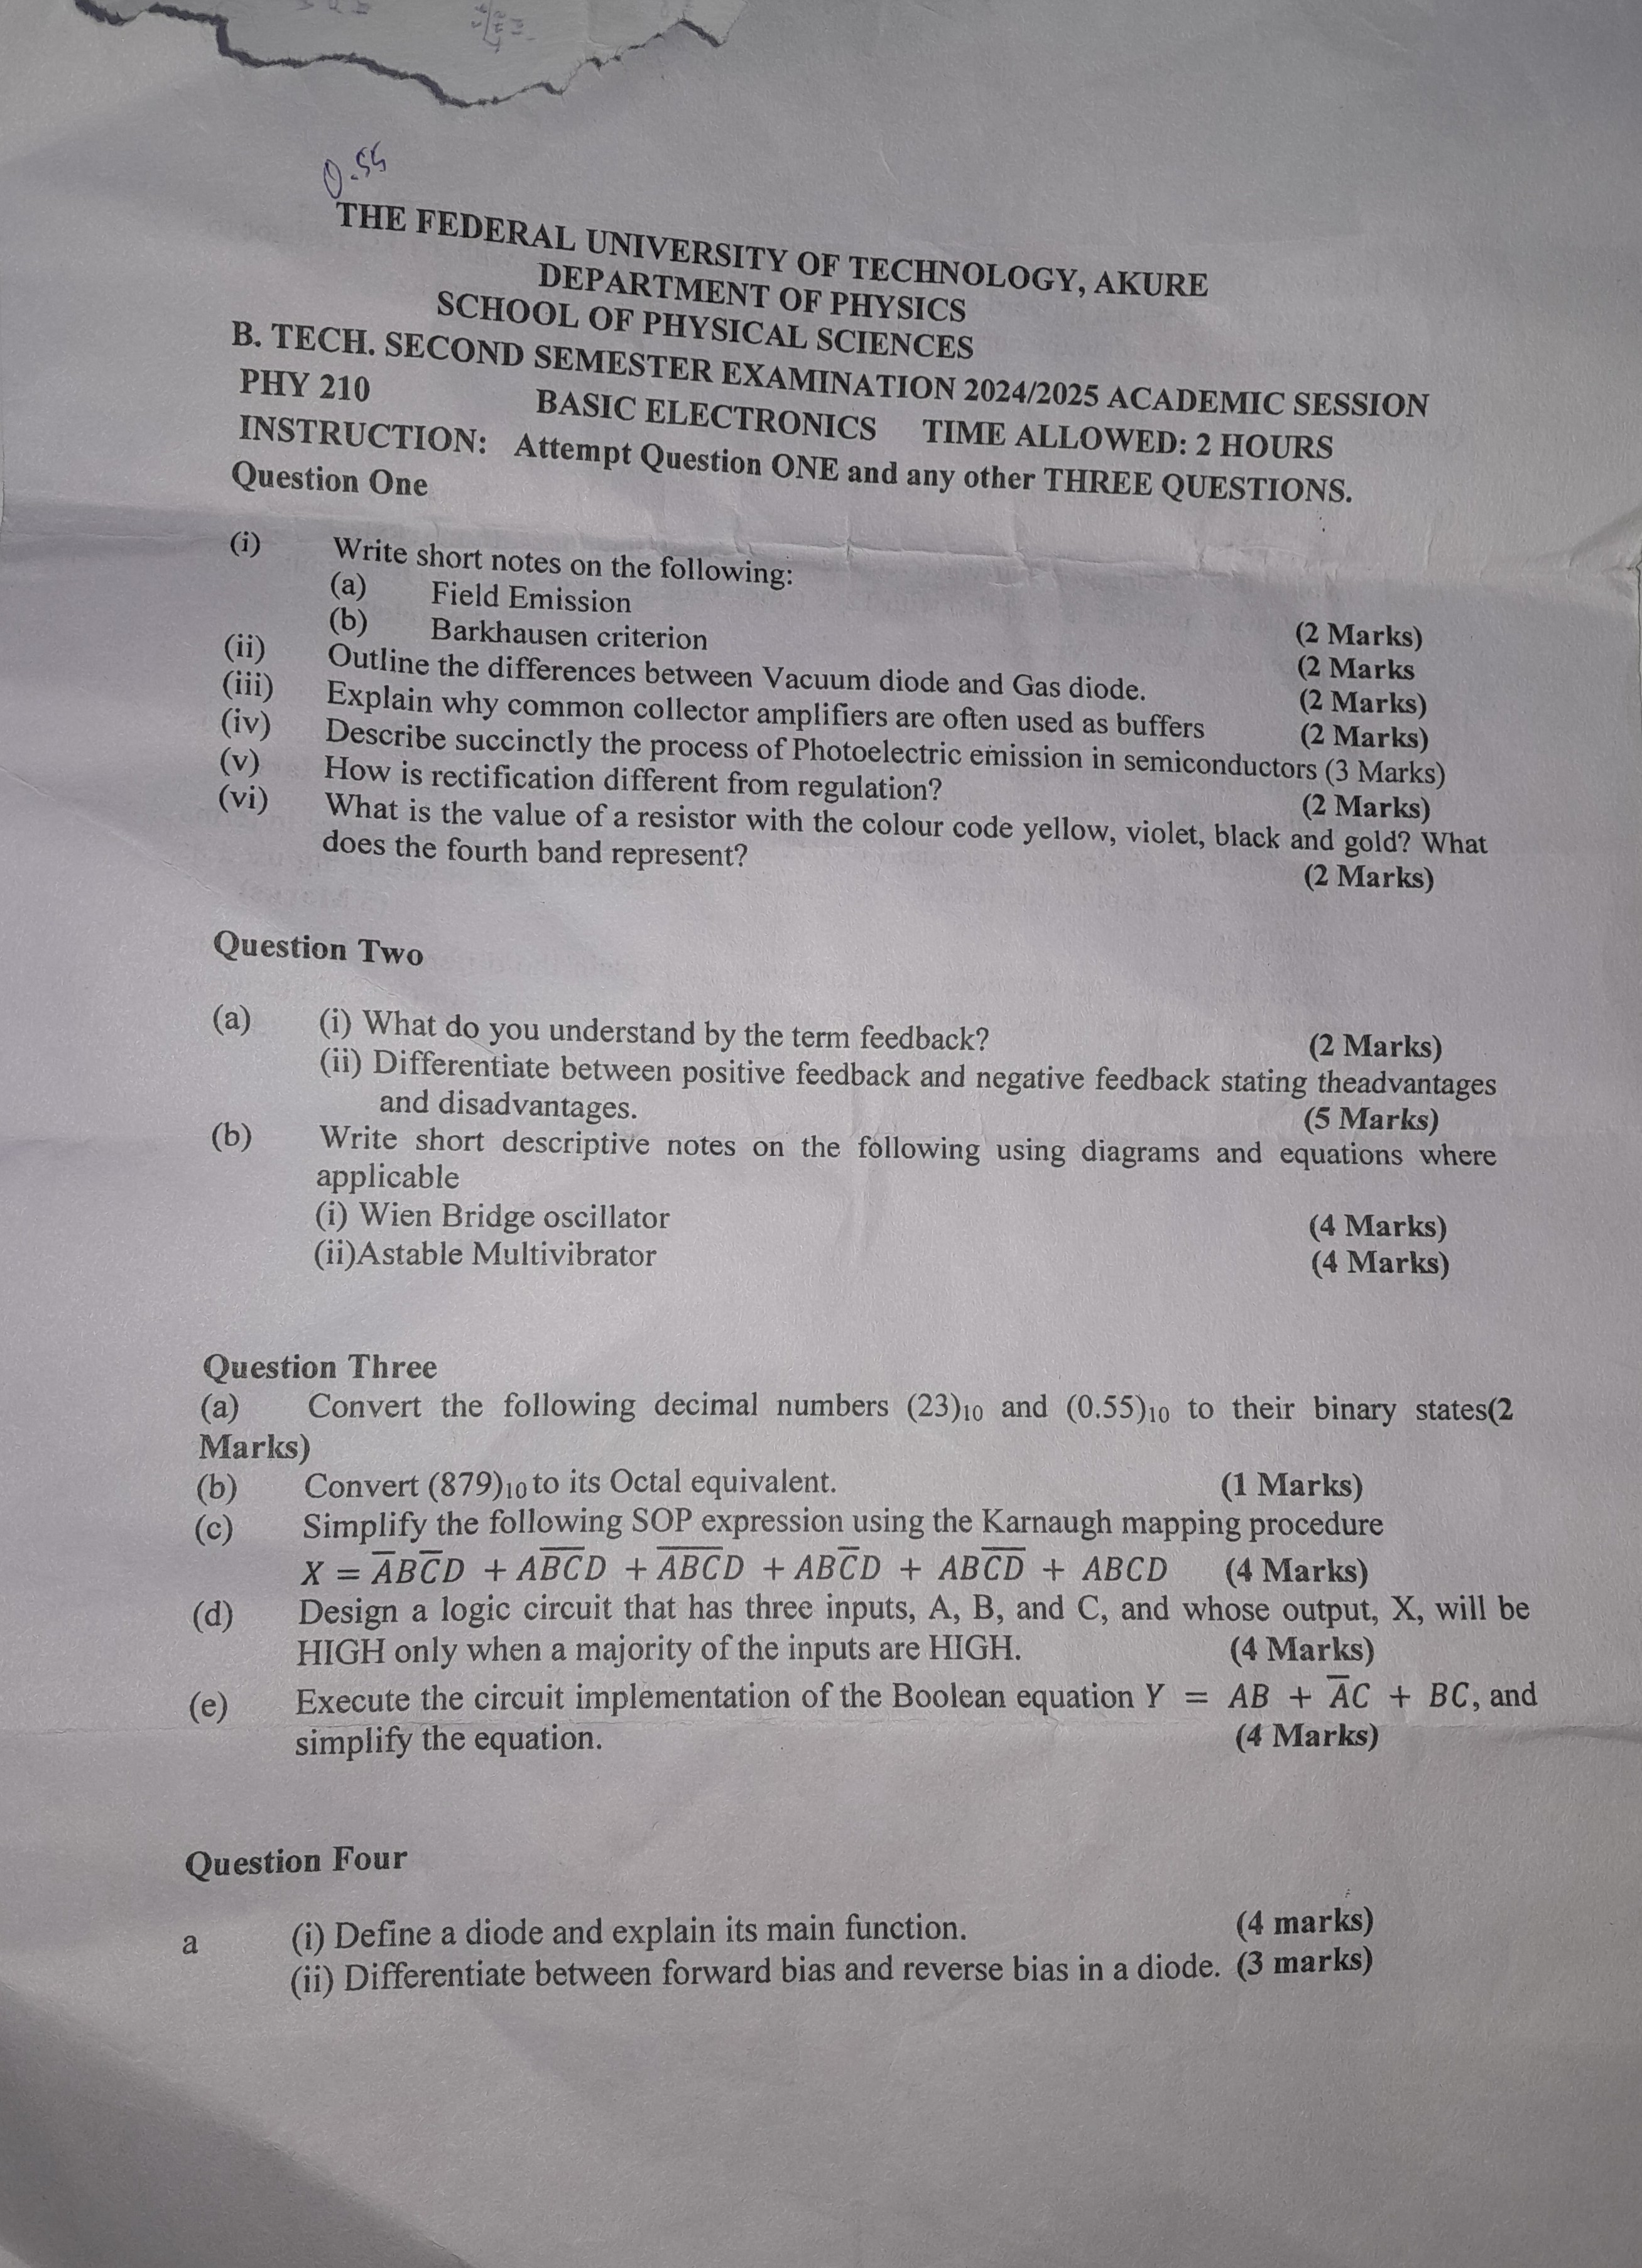 0.55
THE FEDERAL UNIVERSITY OF TECHNOLOGY, AKURE
DEPARTMENT OF PHYSICS
SCHOOL OF PHYSICAL SCIENCES
B. TECH. SECOND SEMESTER EXAMINATION 2024/2025 ACADEMIC SESSION
PHY 210 BASIC ELECTRONICS TIME ALLOWED: 2 HOURS
INSTRUCTION: Attempt Question ONE and any other THREE QUESTIONS.
Question One
(i) Write short notes on the following:
(a) Field Emission (2 Marks)
(b) Barkhausen criterion (2 Marks
(ii) Outline the differences between Vacuum diode and Gas diode. (2 Marks)
(iii) Explain why common collector amplifiers are often used as buffers (2 Marks)
(iv) Describe succinctly the process of Photoelectric emission in semiconductors (3 Marks)
(v) How is rectification different from regulation? (2 Marks)
(vi) What is the value of a resistor with the colour code yellow, violet, black and gold? What
does the fourth band represent? (2 Marks)
Question Two
(a) (i) What do you understand by the term feedback? (2 Marks)
(ii) Differentiate between positive feedback and negative feedback stating theadvantages
and disadvantages. (5 Marks)
(b) Write short descriptive notes on the following using diagrams and equations where
applicable
(i) Wien Bridge oscillator (4 Marks)
(ii)Astable Multivibrator (4 Marks)
Question Three
(a) Convert the following decimal numbers (23)₁₀ and (0.55)₁₀ to their binary states(2
Marks)
(b) Convert (879)₁₀ to its Octal equivalent. (1 Marks)
(c) Simplify the following SOP expression using the Karnaugh mapping procedure
X = A̅BC̅D + AB̅C̅D + A̅B̅C̅D + ABC̅D + ABC̅D̅ + ABCD (4 Marks)
(d) Design a logic circuit that has three inputs, A, B, and C, and whose output, X, will be
HIGH only when a majority of the inputs are HIGH. (4 Marks)
(e) Execute the circuit implementation of the Boolean equation Y = AB + A̅C + BC, and
simplify the equation. (4 Marks)
Question Four
a (i) Define a diode and explain its main function. (4 marks)
(ii) Differentiate between forward bias and reverse bias in a diode. (3 marks)